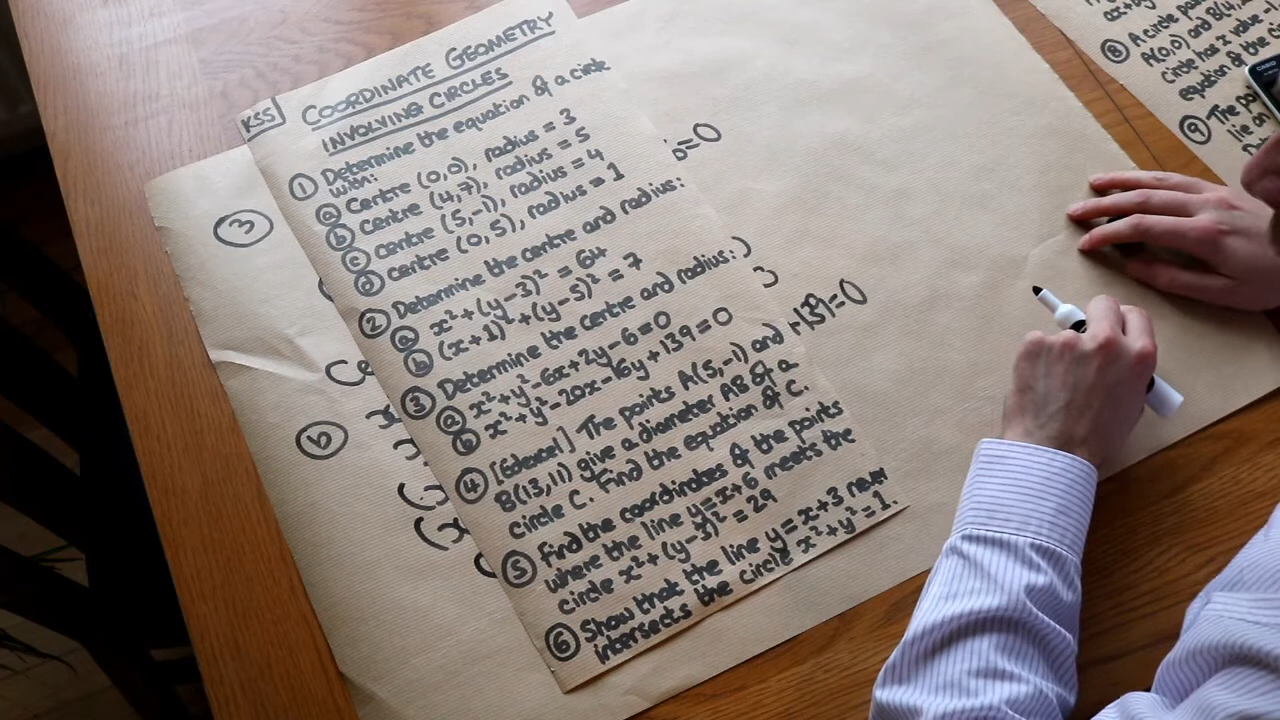 KSS
COORDINATE GEOMETRY
INVOLVING CIRCLES
① Determine the equation of a circle
with:
ⓐ Centre (0,0), radius = 3
ⓑ Centre (4,7), radius = 5
ⓒ centre (5,-1), radius = 4
ⓓ centre (0,5), radius = 1
② Determine the centre and radius:
ⓐ x² + (y-3)² = 64
ⓑ (x+1)² + (y-5)² = 7
③ Determine the centre and radius:
ⓐ x² + y² - 6x + 2y - 6 = 0
ⓑ x² + y² - 20x - 16y + 139 = 0
④ [Edexcel] The points A(5,-1) and
B(13,11) give a diameter AB of a
circle C. Find the equation of C.
⑤ Find the coordinates of the points
where the line y=x+6 meets the
circle x² + (y-3)² = 29
⑥ Show that the line y=x+3 never
intersects the circle x²+y²=1.
③
ⓑ
=0
)
3
+139=0
⑧ A circle
A(0,0) and B(4,
circle has x value
equation of the
⑨ The
lie on
CASIO